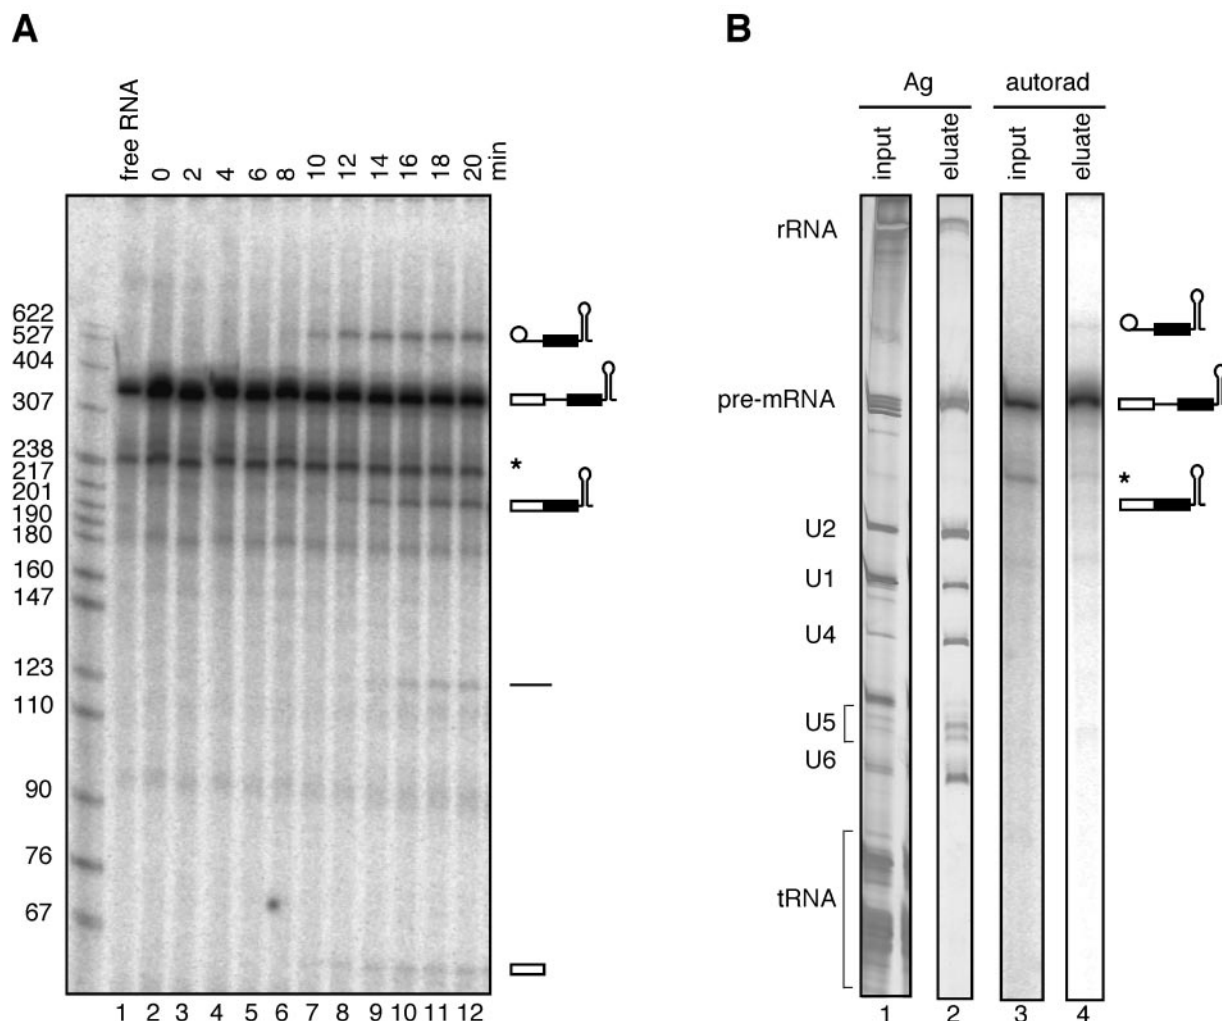 A
free RNA 0 2 4 6 8 10 12 14 16 18 20 min
622
527
404
307
238
217
201
190
180
160
147
123
110
90
76
67
*
1 2 3 4 5 6 7 8 9 10 11 12
B
Ag autorad
input eluate input eluate
rRNA
pre-mRNA
U2
U1
U4
U5
U6
tRNA
*
1 2 3 4